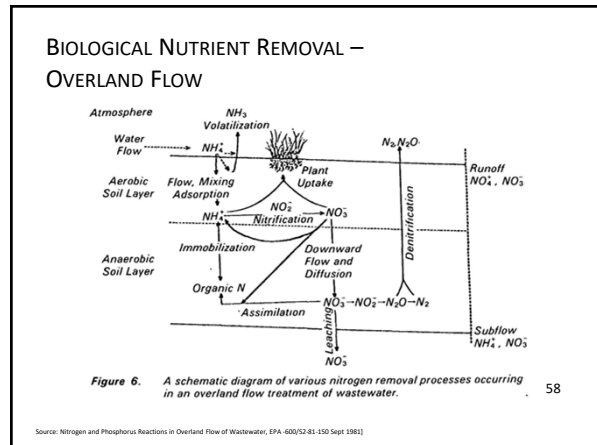 BIOLOGICAL NUTRIENT REMOVAL –
OVERLAND FLOW
Atmosphere
NH3
Volatilization
Water
Flow
NH4+
N2,N2O
Runoff
NO4+, NO3-
Aerobic
Soil Layer
Flow, Mixing
Adsorption
Plant
Uptake
NH4+
NO2-
Nitrification
NO3-
Denitrification
Immobilization
Downward
Flow and
Diffusion
Anaerobic
Soil Layer
Organic N
Assimilation
NO3-→NO2-→N2O→N2
Leaching
NO3-
Subflow
NH4+, NO3-
Figure 6. A schematic diagram of various nitrogen removal processes occurring
in an overland flow treatment of wastewater.
58
Source: Nitrogen and Phosphorus Reactions in Overland Flow of Wastewater, EPA -600/S2-81-150 Sept 1981]